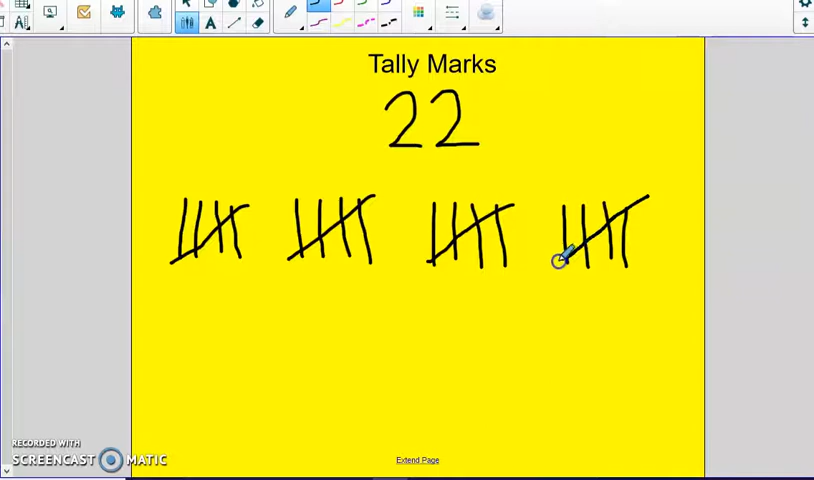 Tally Marks
22
RECORDED WITH
SCREENCAST MATIC
Extend Page